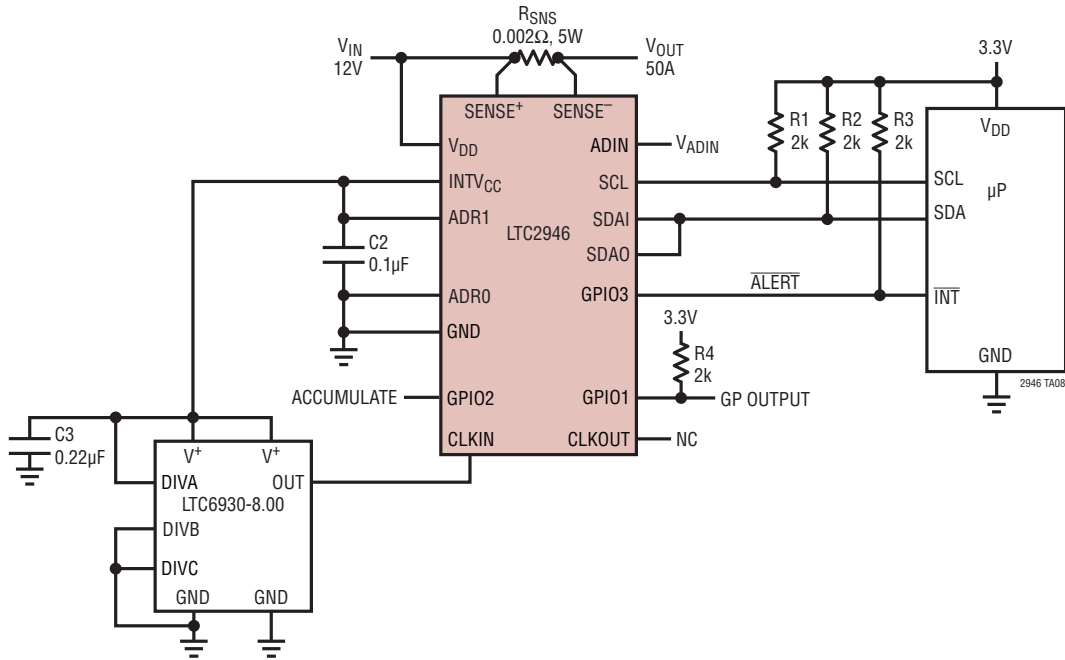 RSNS
0.002Ω, 5W
VIN
12V
VOUT
50A
3.3V
SENSE+
SENSE–
VDD
INTVCC
ADR1
ADR0
GND
GPIO2
CLKIN
LTC2946
ADIN
SCL
SDAI
SDAO
GPIO3
GPIO1
CLKOUT
VADIN
R1
2k
R2
2k
R3
2k
VDD
SCL
µP
SDA
INT
GND
2946 TA08
ALERT
3.3V
R4
2k
GP OUTPUT
NC
C2
0.1µF
ACCUMULATE
C3
0.22µF
V+
V+
DIVA
OUT
LTC6930-8.00
DIVB
DIVC
GND
GND